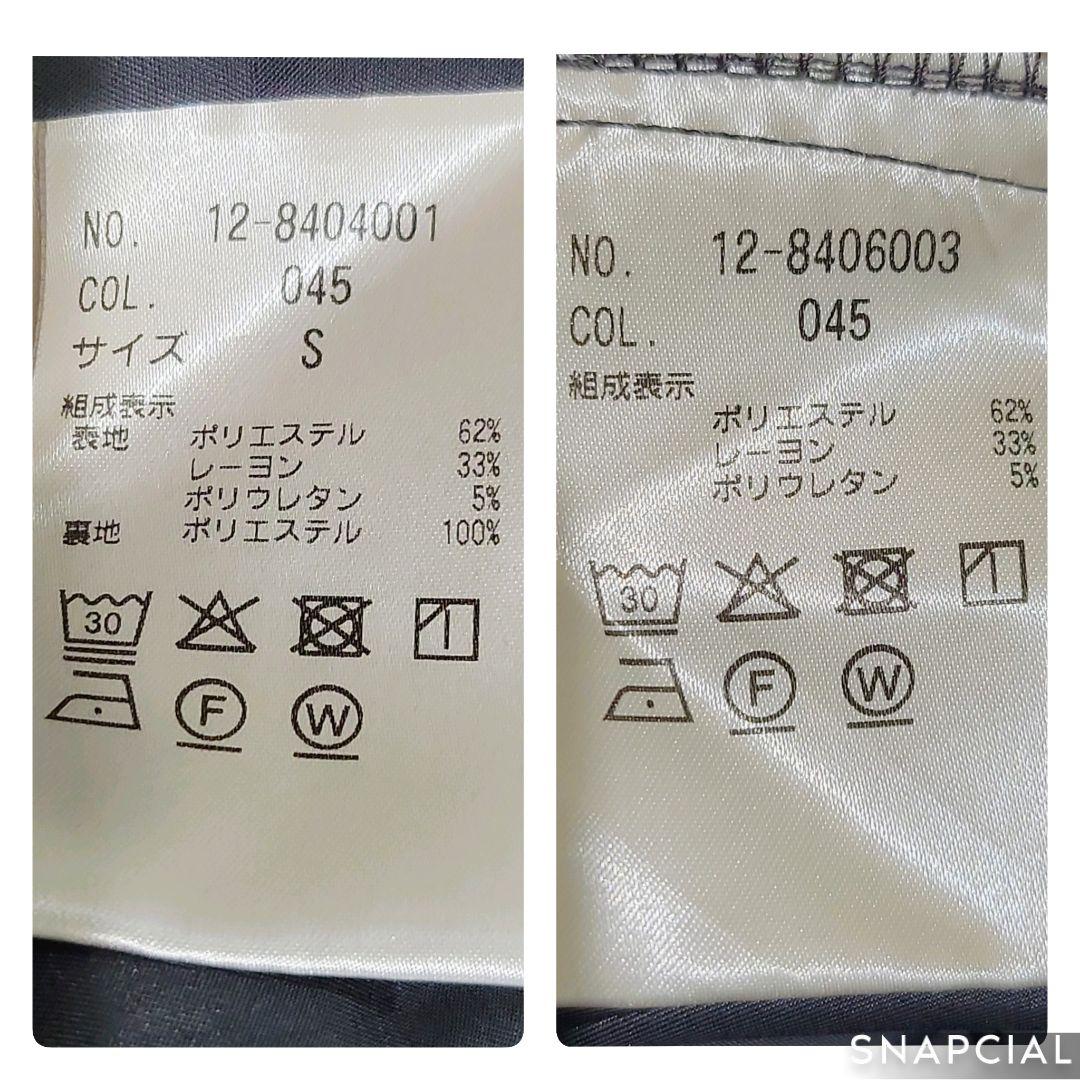 NO. 12-8404001
COL. 045
サイズ S
組成表示
表地 ポリエステル 62%
レーヨン 33%
ポリウレタン 5%
裏地 ポリエステル 100%
30
F W
NO. 12-8406003
COL. 045
組成表示
ポリエステル 62%
レーヨン 33%
ポリウレタン 5%
30
F W
SNAPCIAL